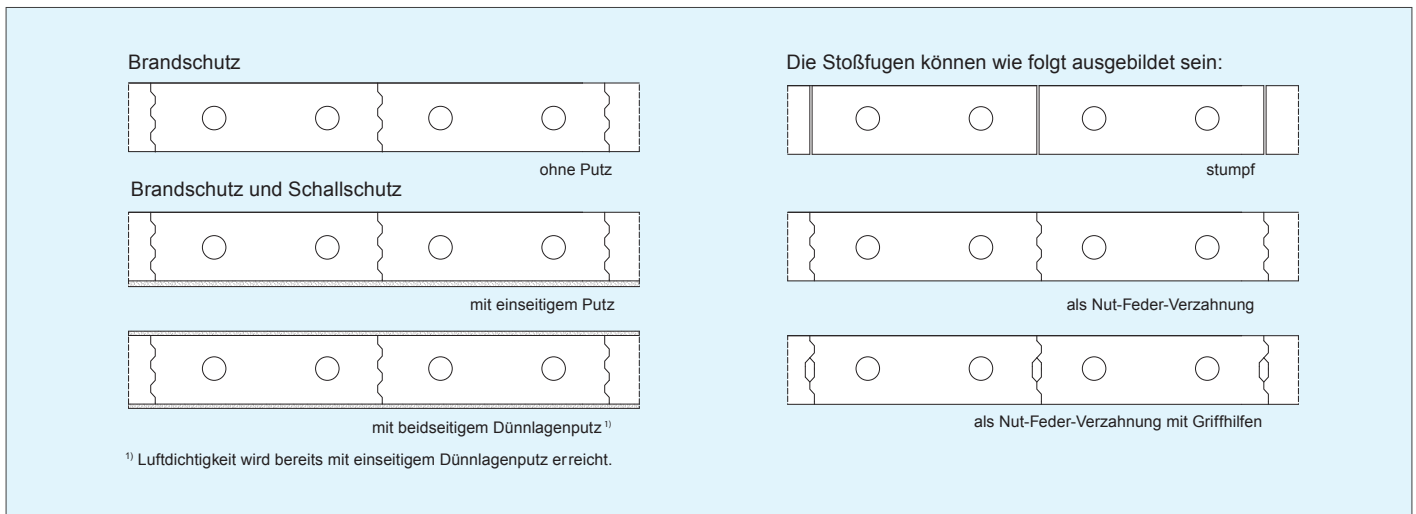 Brandschutz
ohne Putz
Brandschutz und Schallschutz
mit einseitigem Putz
mit beidseitigem Dünnlagenputz ¹⁾
¹⁾ Luftdichtigkeit wird bereits mit einseitigem Dünnlagenputz erreicht.
Die Stoßfugen können wie folgt ausgebildet sein:
stumpf
als Nut-Feder-Verzahnung
als Nut-Feder-Verzahnung mit Griffhilfen